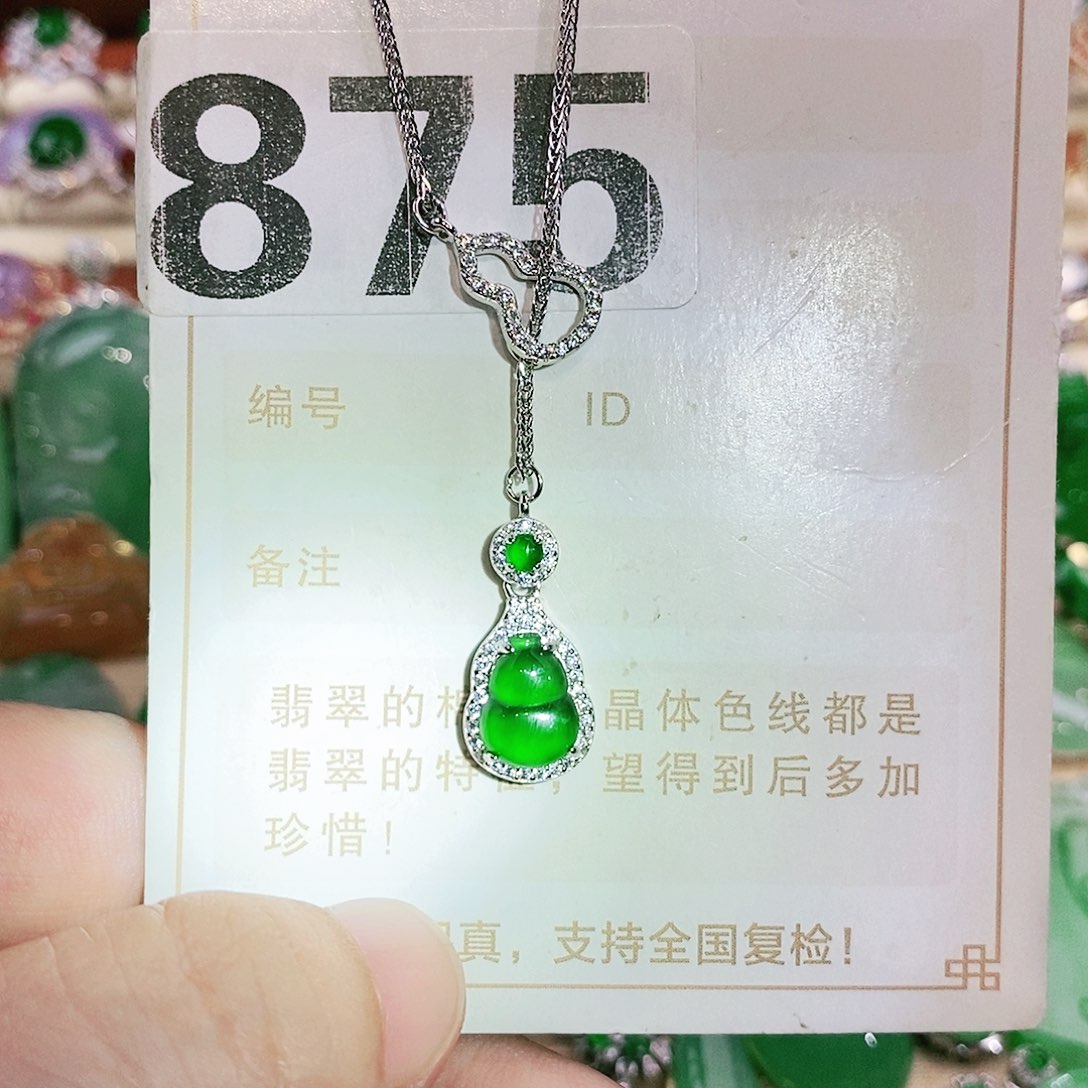 875
编号 ID
备注
翡翠的 晶体色线都是
翡翠的特征，望得到后多加
珍惜！
真，支持全国复检！